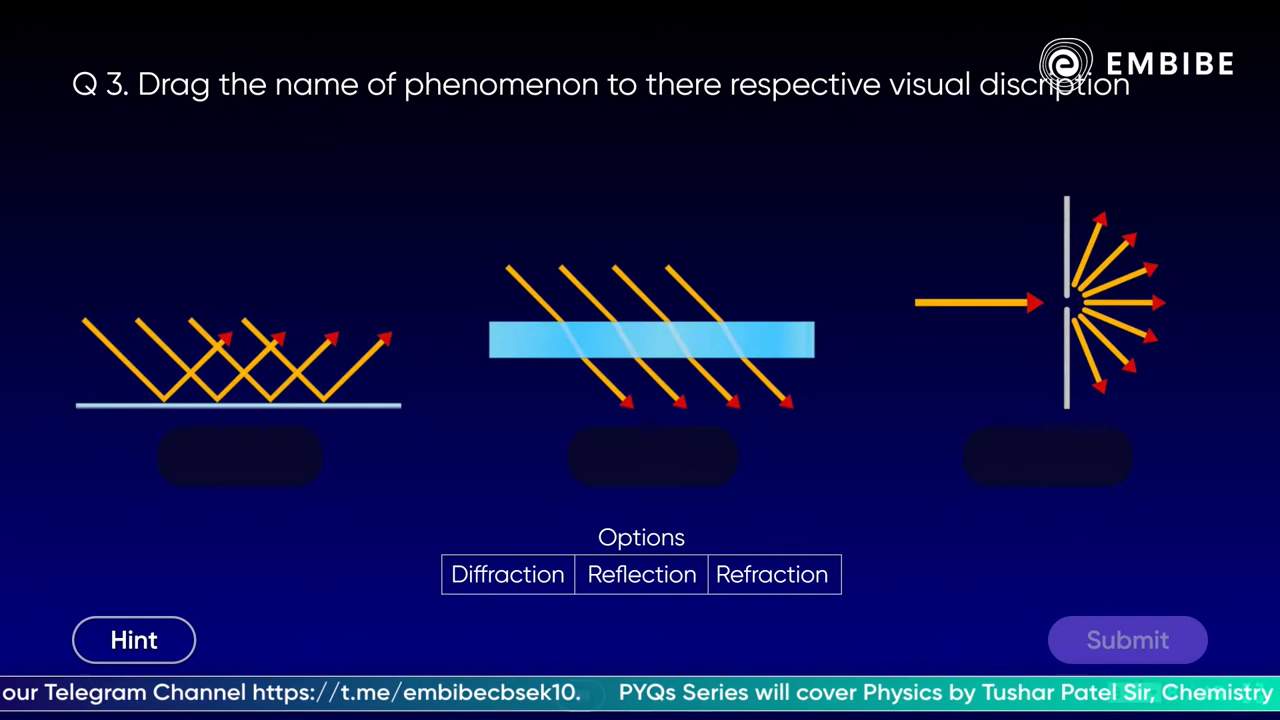 EMBIBE
Q 3. Drag the name of phenomenon to there respective visual discription
Options
Diffraction Reflection Refraction
Hint
Submit
our Telegram Channel https://t.me/embibecbsek10. PYQs Series will cover Physics by Tushar Patel Sir, Chemistry